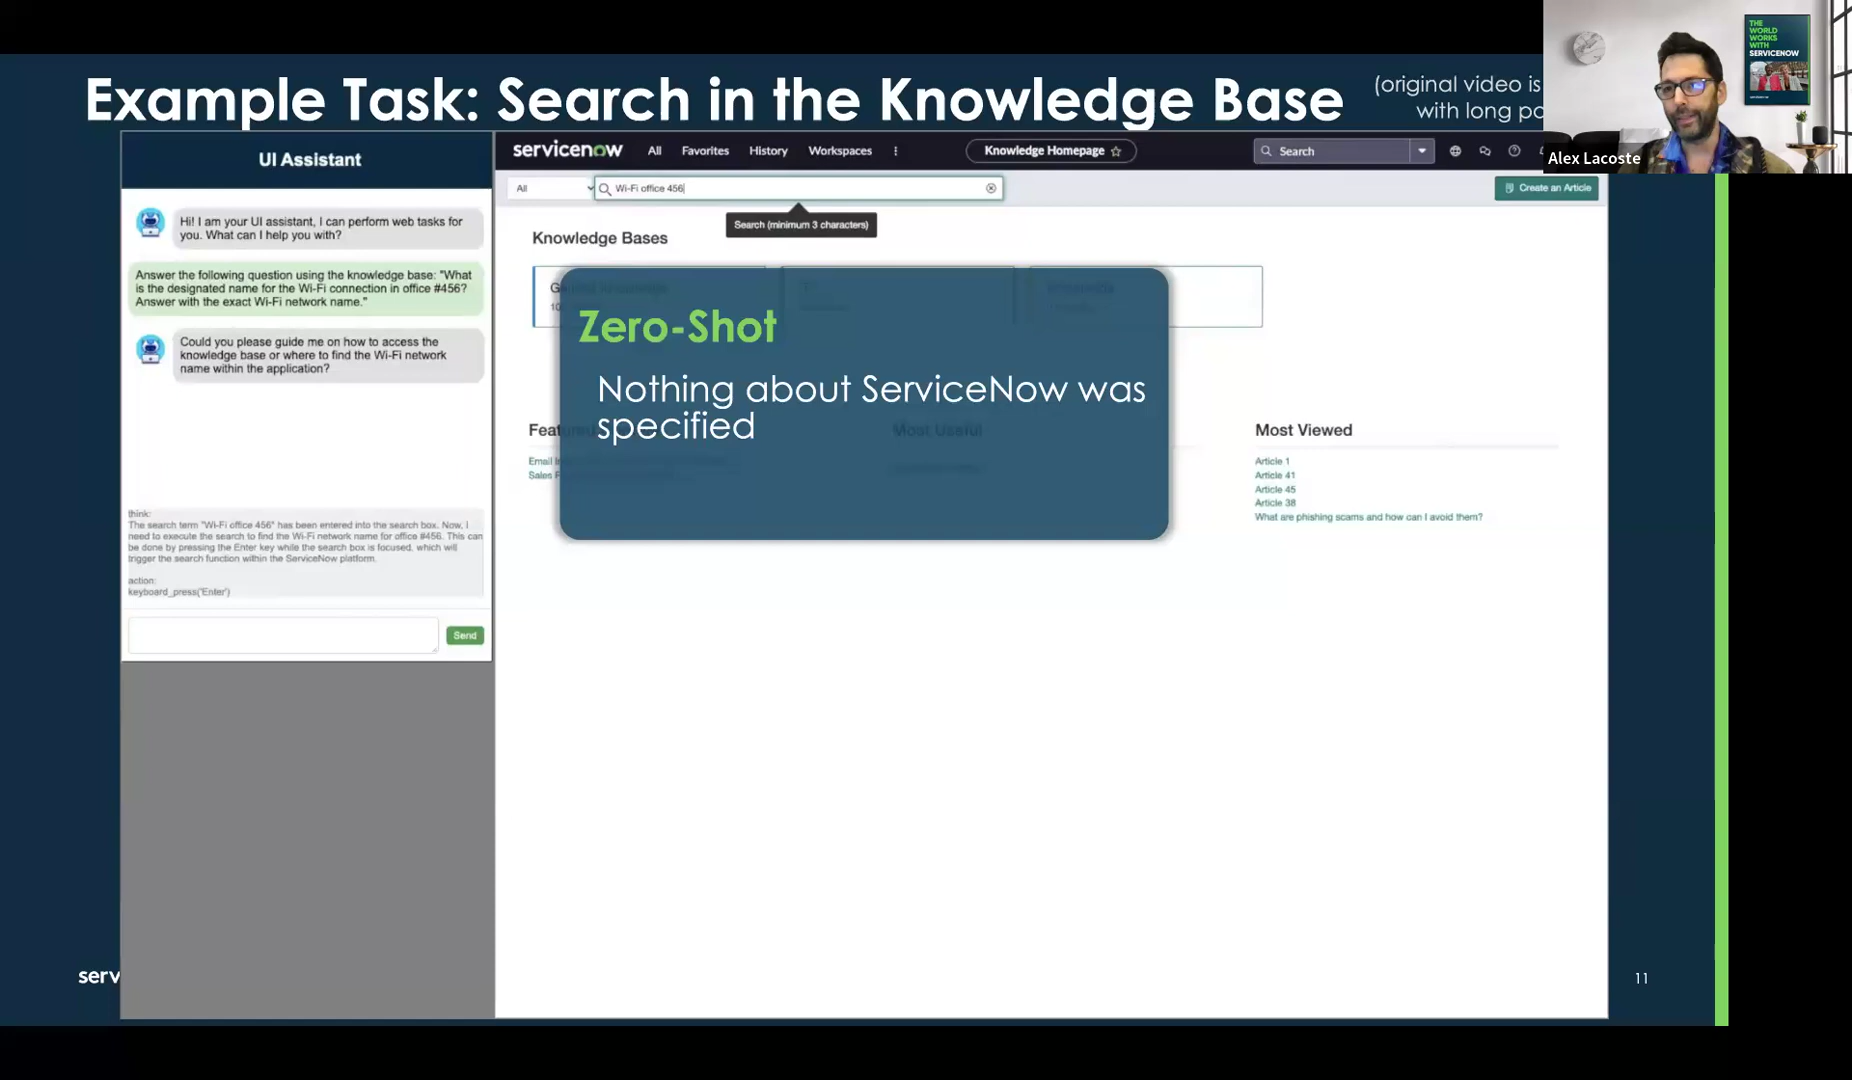 Example Task: Search in the Knowledge Base
(original video is
with long
THE
WORLD
WORKS
WITH
SERVICENOW
Alex Lacoste
UI Assistant
Hi! I am your UI assistant, I can perform web tasks for
you. What can I help you with?
Answer the following question using the knowledge base: "What
is the designated name for the Wi-Fi connection in office #456?
Answer with the exact Wi-Fi network name."
Could you please guide me on how to access the
knowledge base or where to find the Wi-Fi network
name within the application?
think:
The search term "Wi-Fi office 456" has been entered into the search box. Now, I
need to execute the search to find the Wi-Fi network name for office #456. This can
be done by pressing the Enter key while the search box is focused, which will
trigger the search function within the ServiceNow platform.
action:
keyboard_press('Enter')
Send
servicenow
All
Favorites
History
Workspaces
Knowledge Homepage
Search
All
Wi-Fi office 456
Create an Article
Search (minimum 3 characters)
Knowledge Bases
Zero-Shot
Nothing about ServiceNow was
specified
Most Useful
Email
Sales
Most Viewed
Article 1
Article 41
Article 45
Article 38
What are phishing scams and how can I avoid them?
serv
11